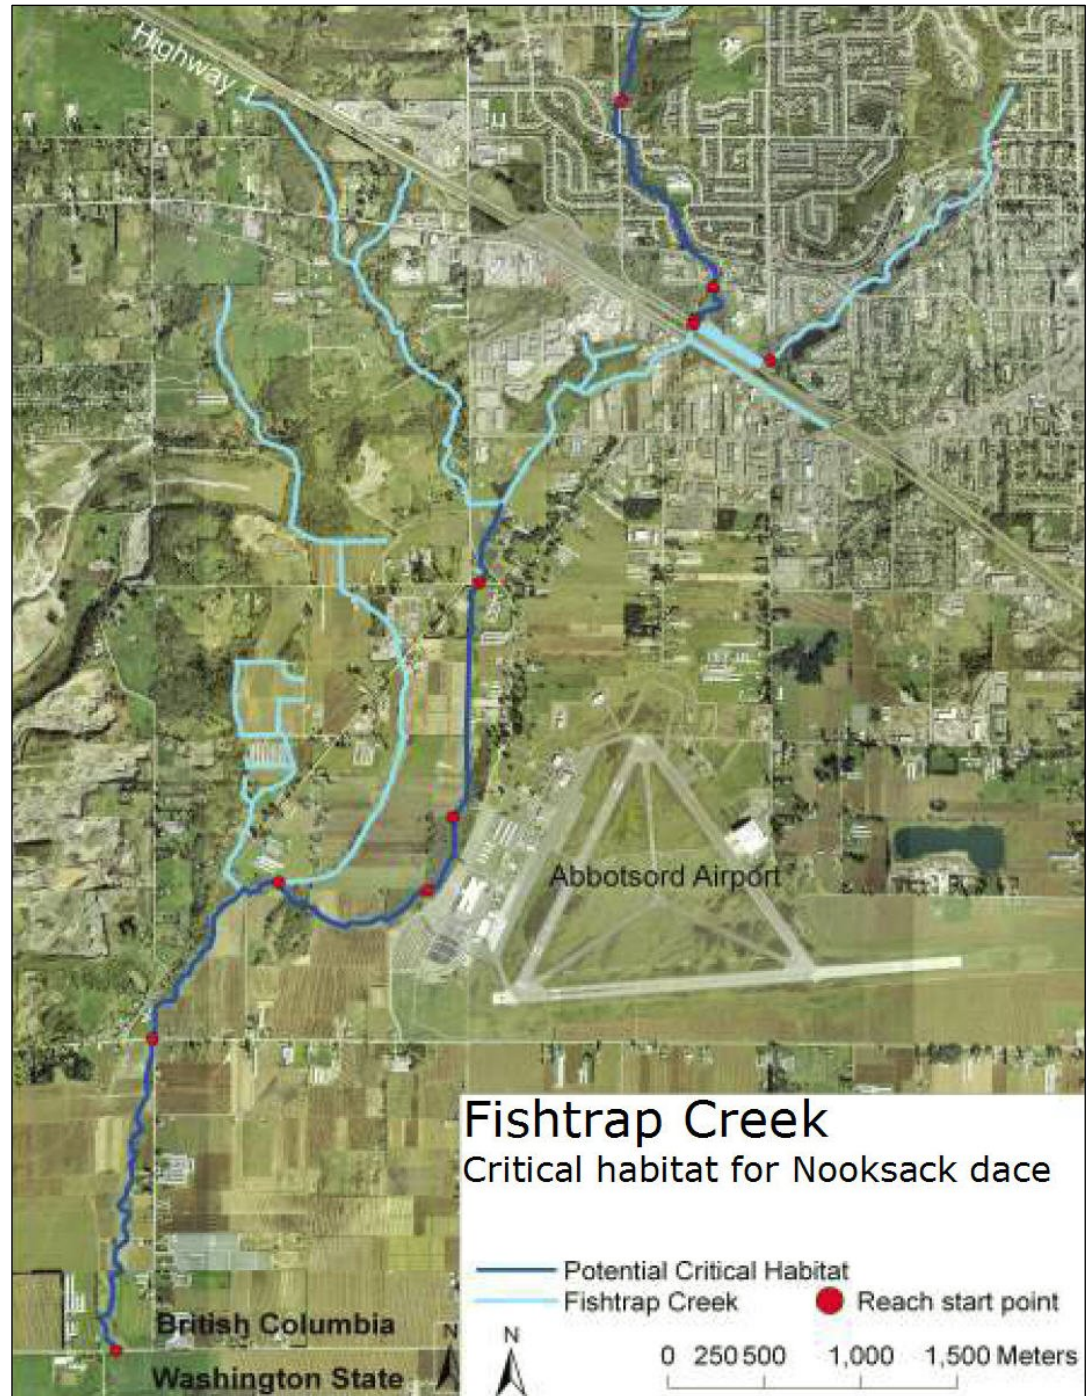 Highway 1
Abbotsord Airport
Fishtrap Creek
Critical habitat for Nooksack dace
Potential Critical Habitat
Fishtrap Creek
Reach start point
British Columbia
Washington State
N
N
0 250 500 1,000 1,500 Meters